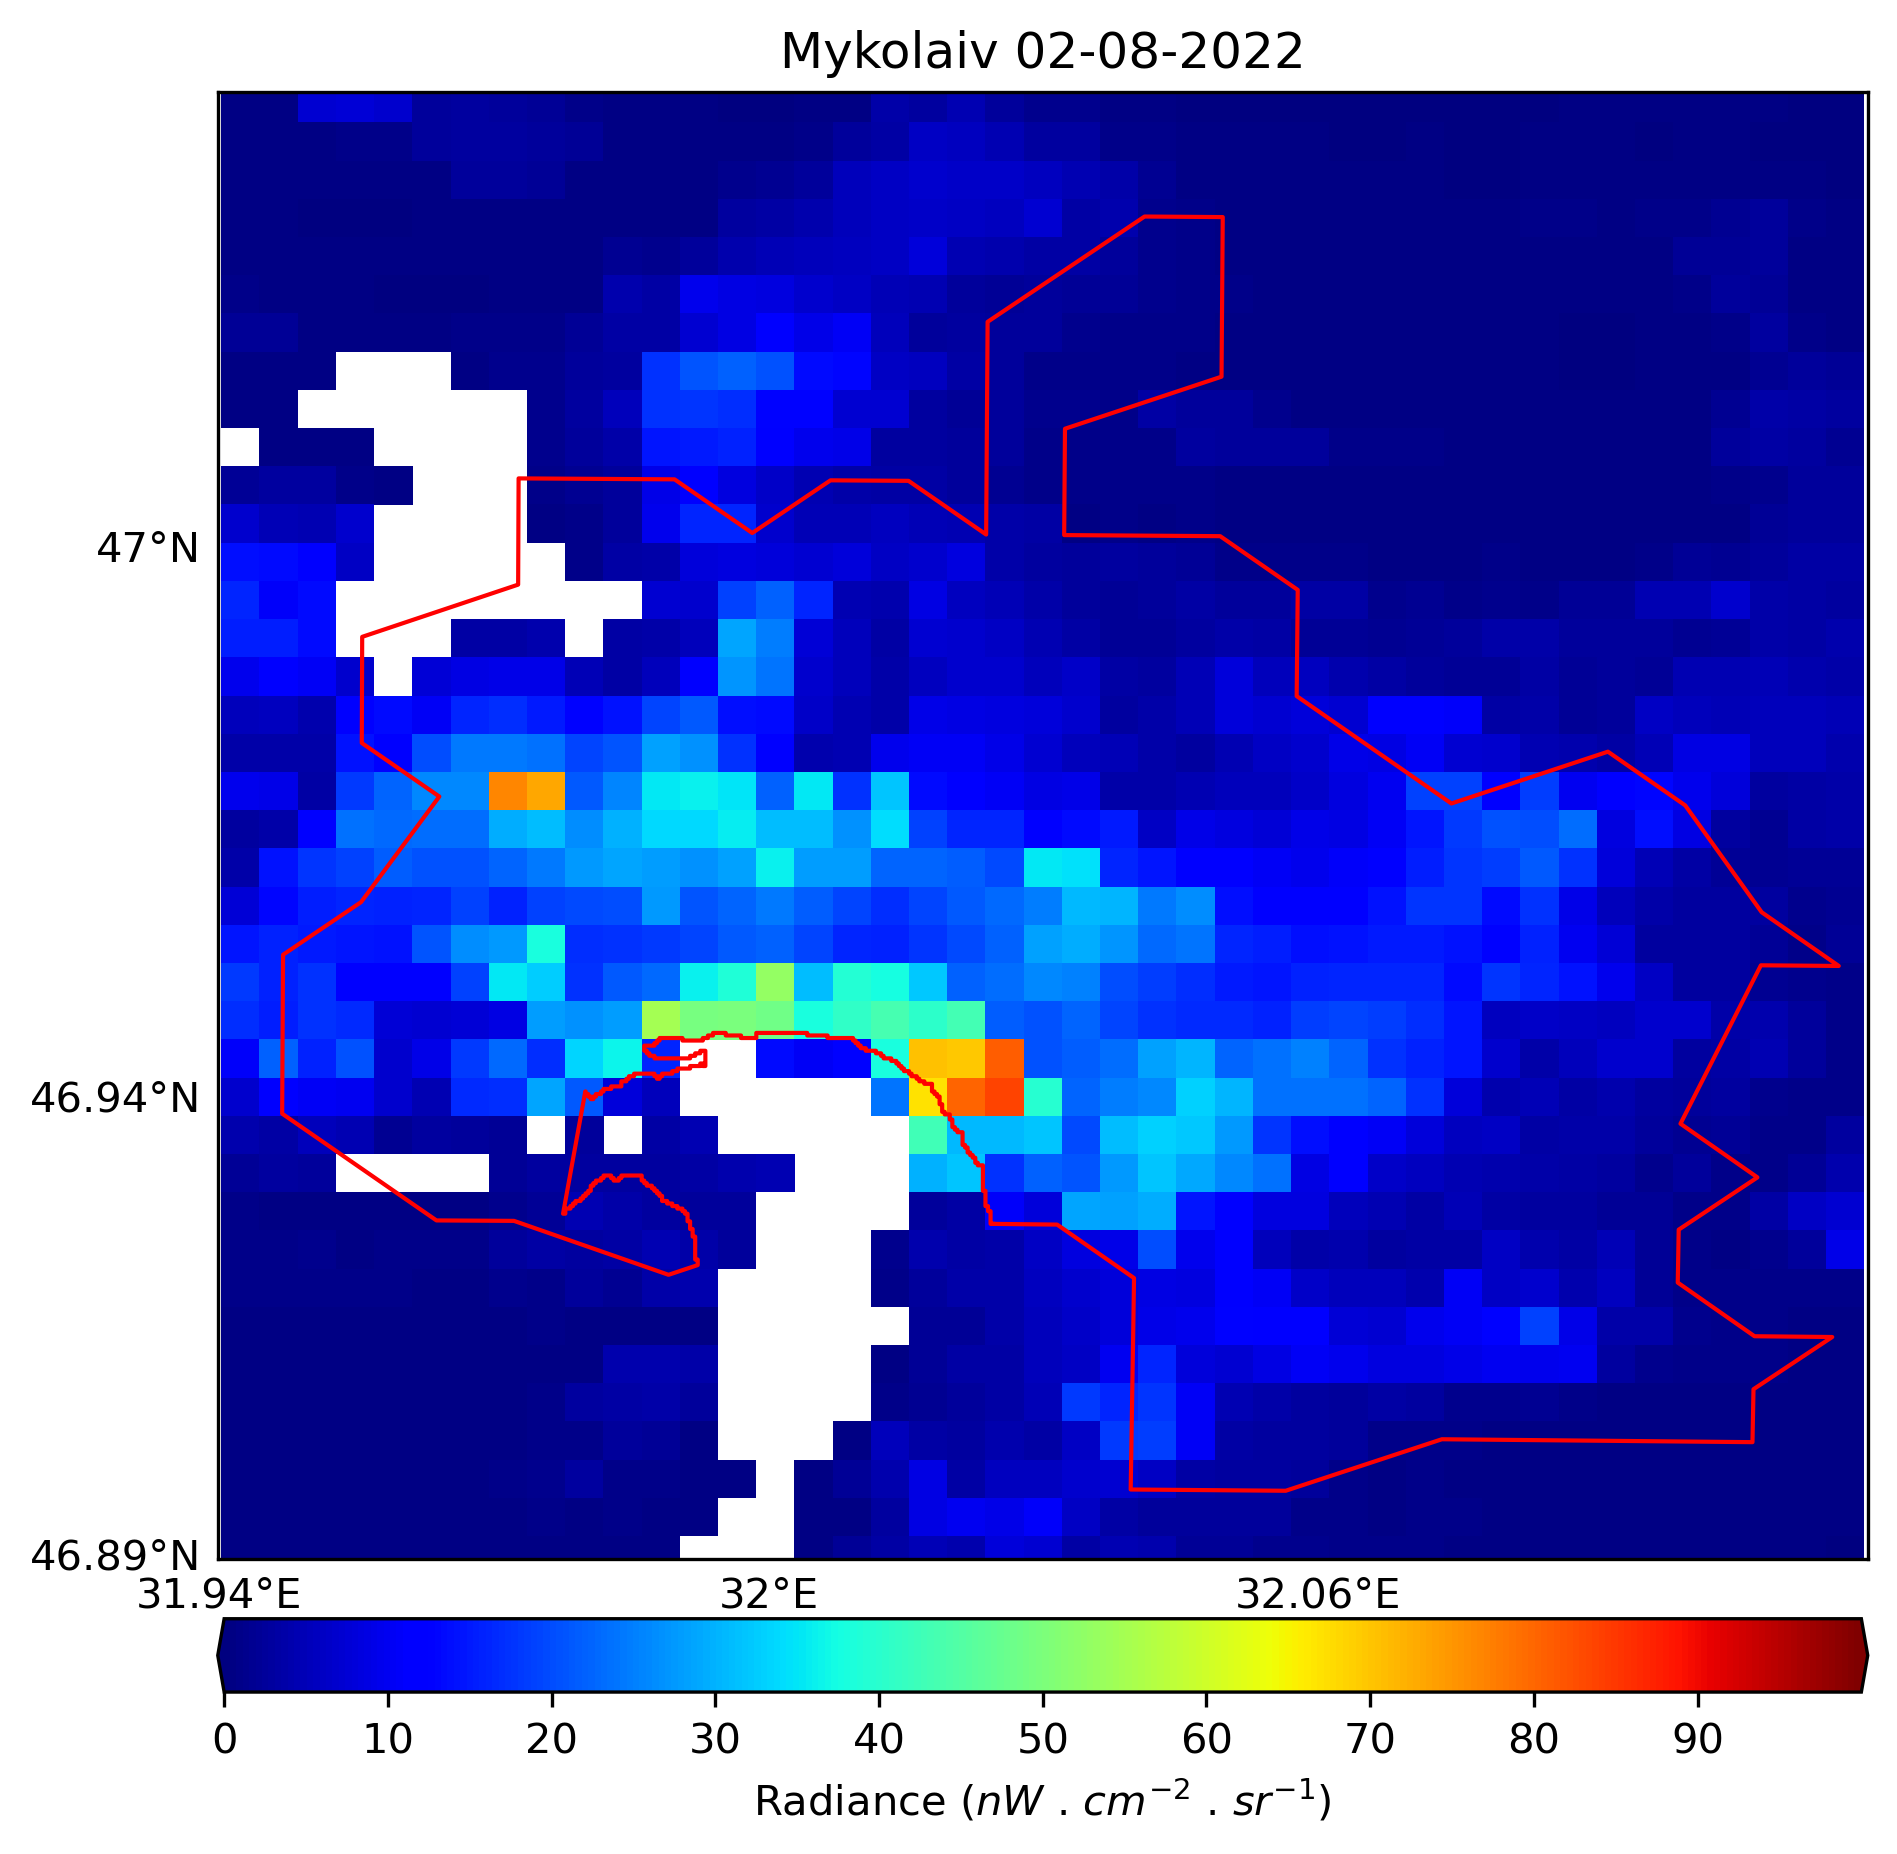 Mykolaiv 02-08-2022
47°N
46.94°N
46.89°N
31.94°E 32°E 32.06°E
0 10 20 30 40 50 60 70 80 90
Radiance (nW . cm⁻² . sr⁻¹)